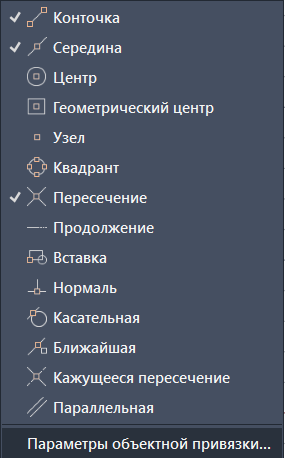 Конточка
Середина
Центр
Геометрический центр
Узел
Квадрант
Пересечение
Продолжение
Вставка
Нормаль
Касательная
Ближайшая
Кажущееся пересечение
Параллельная
Параметры объектной привязки...